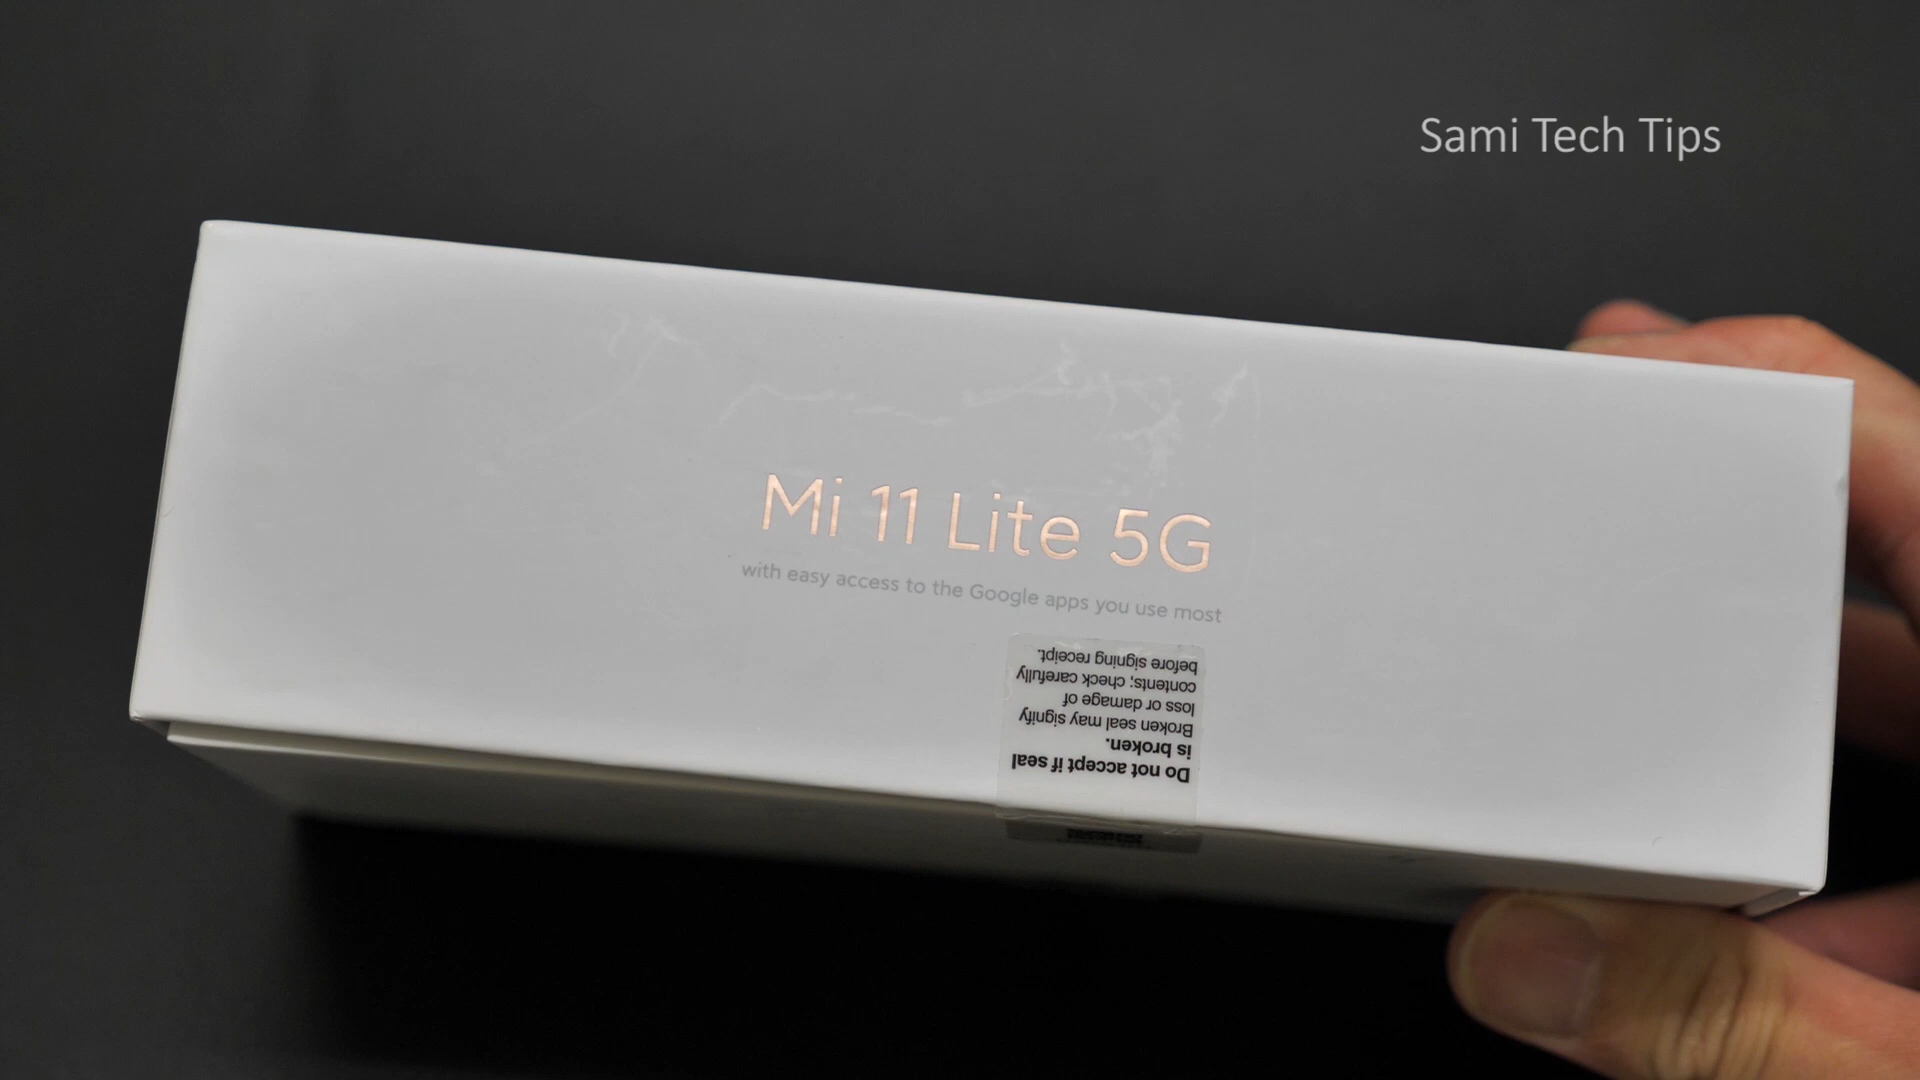 Sami Tech Tips
Mi 11 Lite 5G
with easy access to the Google apps you use most
Do not accept if seal
is broken.
Broken seal may signify
loss or damage of
contents; check carefully
before signing receipt.